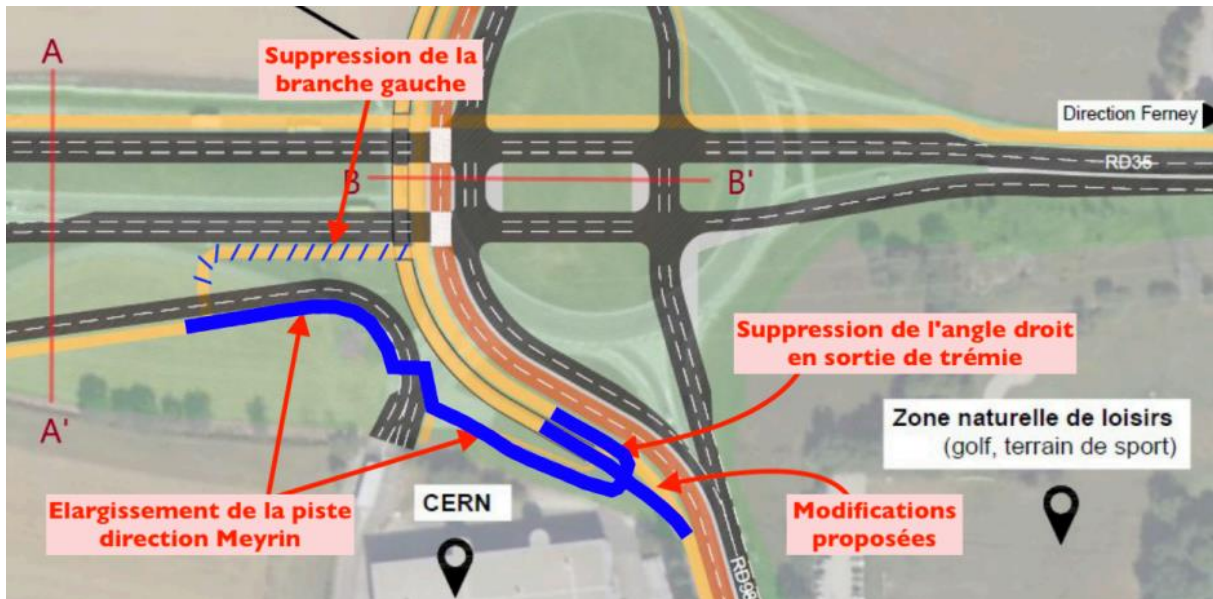 A
Suppression de la
branche gauche
Direction Ferney
RD35
B
B'
A'
Suppression de l'angle droit
en sortie de trémie
Zone naturelle de loisirs
(golf, terrain de sport)
Elargissement de la piste
direction Meyrin
CERN
Modifications
proposées